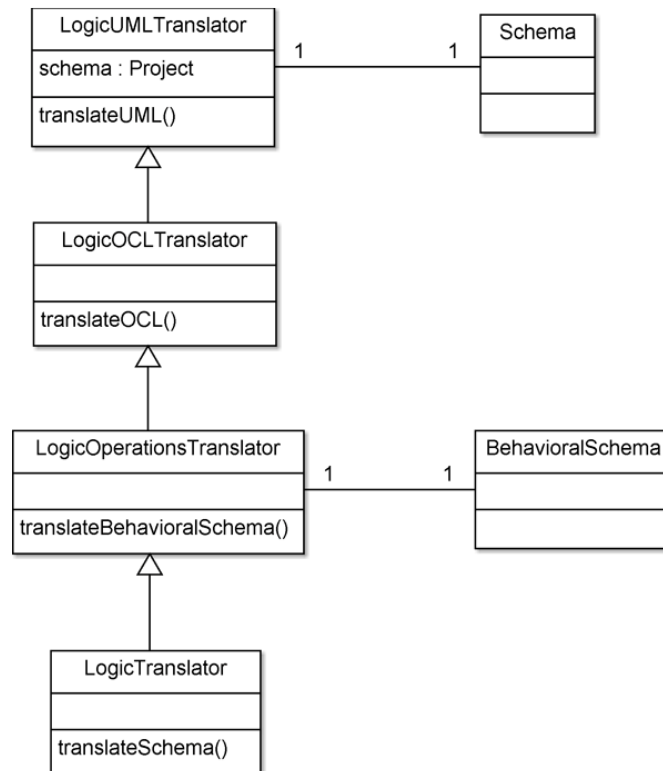 LogicUMLTranslator
schema : Project
translateUML()
1
1
Schema
LogicOCLTranslator
translateOCL()
LogicOperationsTranslator
translateBehavioralSchema()
1
1
BehavioralSchema
LogicTranslator
translateSchema()